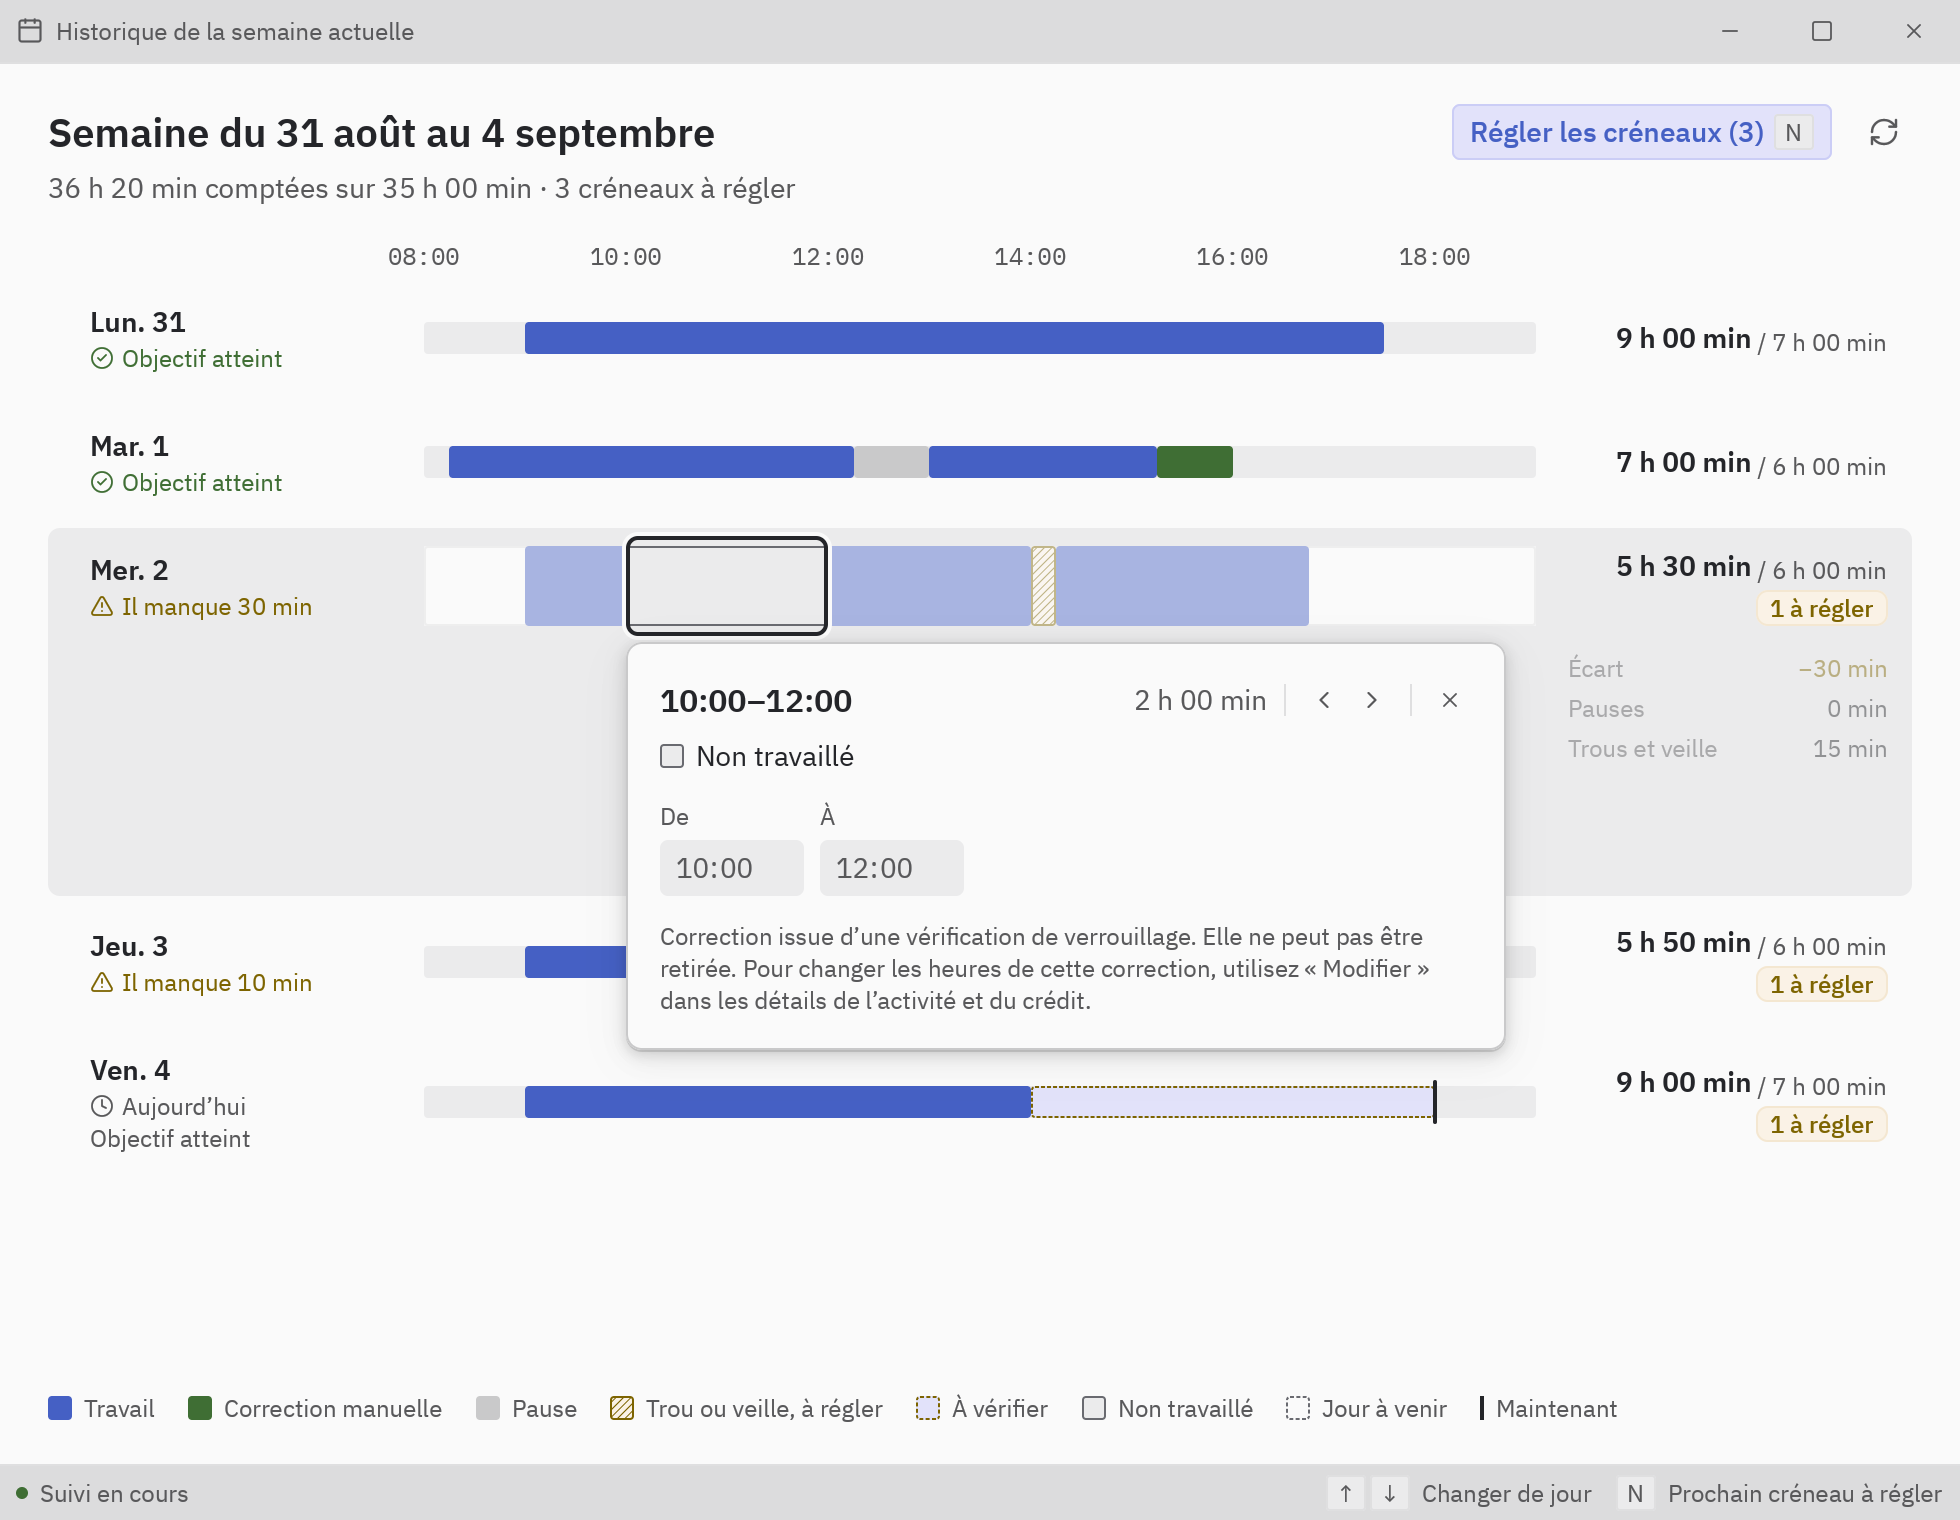 Historique de la semaine actuelle
Semaine du 31 août au 4 septembre
Régler les créneaux (3) N
36 h 20 min comptées sur 35 h 00 min · 3 créneaux à régler
08:00 10:00 12:00 14:00 16:00 18:00
Lun. 31
Objectif atteint
9 h 00 min / 7 h 00 min
Mar. 1
Objectif atteint
7 h 00 min / 6 h 00 min
Mer. 2
Il manque 30 min
5 h 30 min / 6 h 00 min
1 à régler
Écart −30 min
Pauses 0 min
Trous et veille 15 min
10:00–12:00 2 h 00 min
Non travaillé
De À
10:00 12:00
Correction issue d’une vérification de verrouillage. Elle ne peut pas être
retirée. Pour changer les heures de cette correction, utilisez « Modifier »
dans les détails de l’activité et du crédit.
Jeu. 3
Il manque 10 min
5 h 50 min / 6 h 00 min
1 à régler
Ven. 4
Aujourd’hui
Objectif atteint
9 h 00 min / 7 h 00 min
1 à régler
Travail Correction manuelle Pause Trou ou veille, à régler À vérifier Non travaillé Jour à venir Maintenant
Suivi en cours
↑ ↓ Changer de jour N Prochain créneau à régler